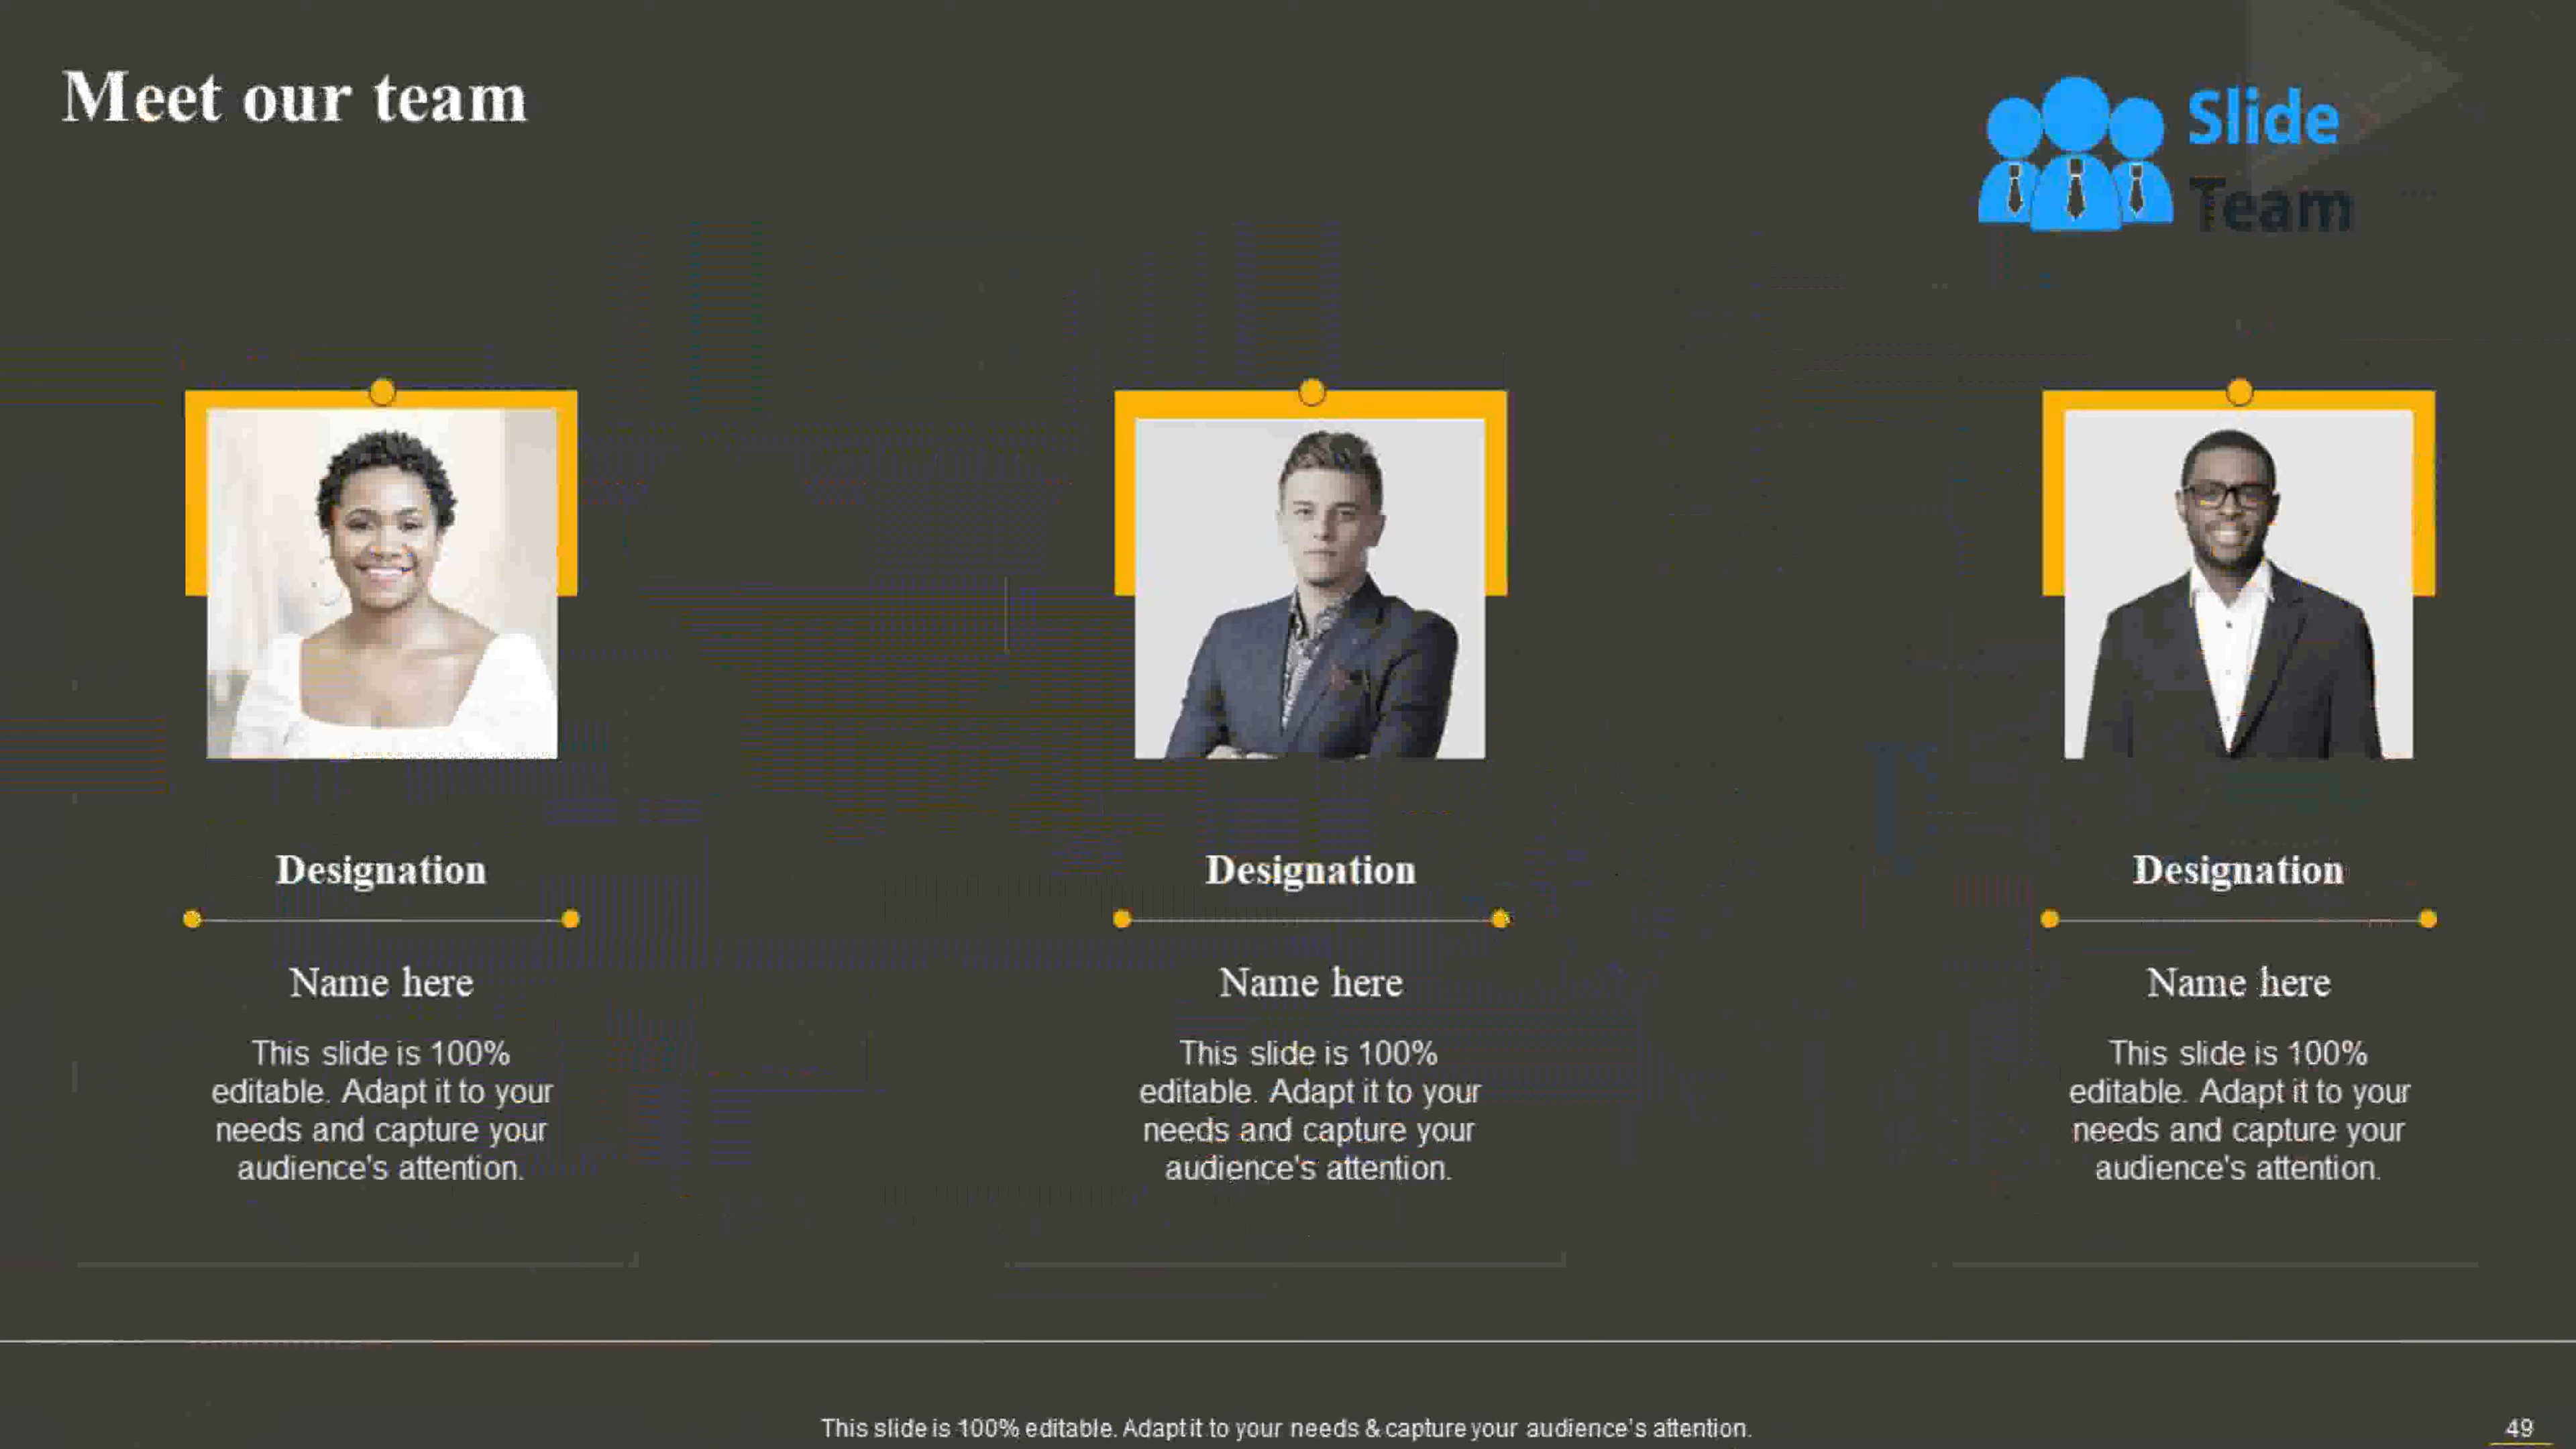 Meet our team
Slide
Team
Designation
Name here
This slide is 100%
editable. Adapt it to your
needs and capture your
audience's attention.
Designation
Name here
This slide is 100%
editable. Adapt it to your
needs and capture your
audience's attention.
Designation
Name here
This slide is 100%
editable. Adapt it to your
needs and capture your
audience's attention.
This slide is 100% editable. Adapt it to your needs & capture your audience's attention.
49